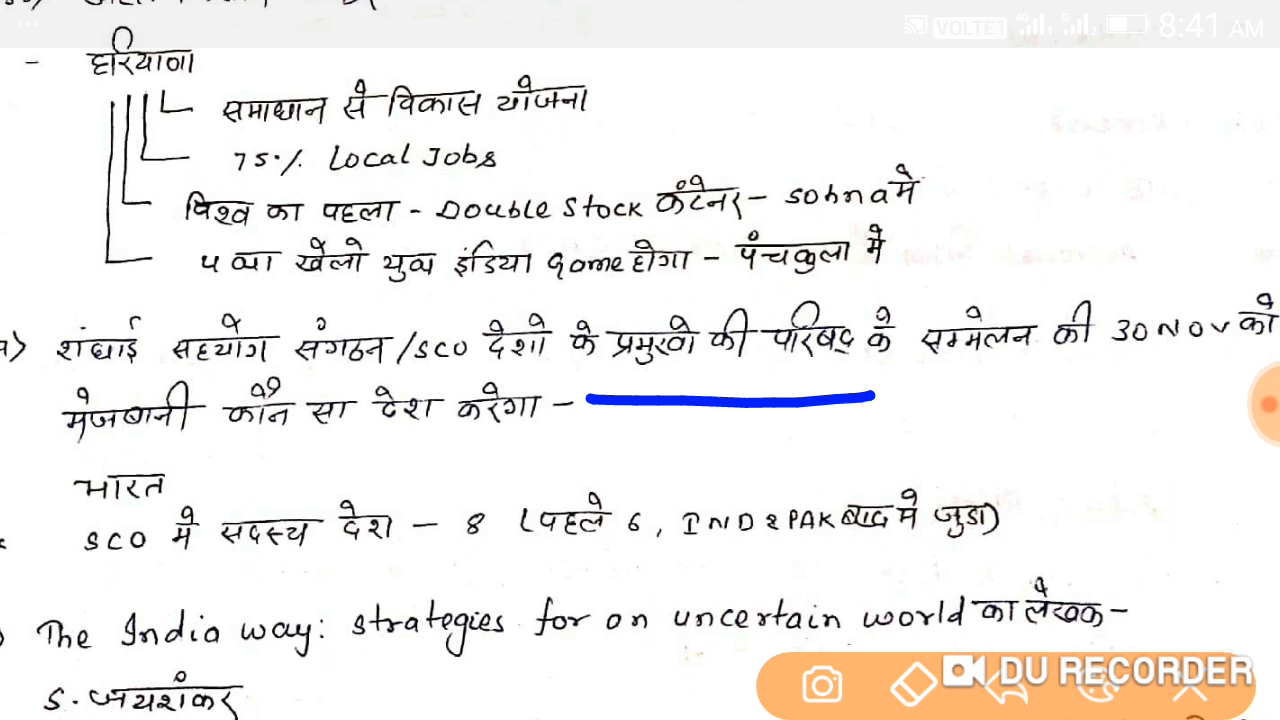 VOLTE1 8:41 AM
- हरियाणा
समाधान से विकास योजना
75% Local Jobs
विश्व का पहला - Double Stock कंटेनर - Sohna में
4 था खेलो युवा इंडिया Game होगा - पंचकुला में
शंघाई सहयोग संगठन/SCO देशो के प्रमुखो की परिषद् के सम्मेलन की 30 NOV को
मेजबानी कौन सा देश करेगा -
भारत
SCO मे सदस्य देश - 8 (पहले 6, IND & PAK बाद मे जुडा)
The India way: strategies for on uncertain world का लेखक -
DU RECORDER
S. जयशंकर